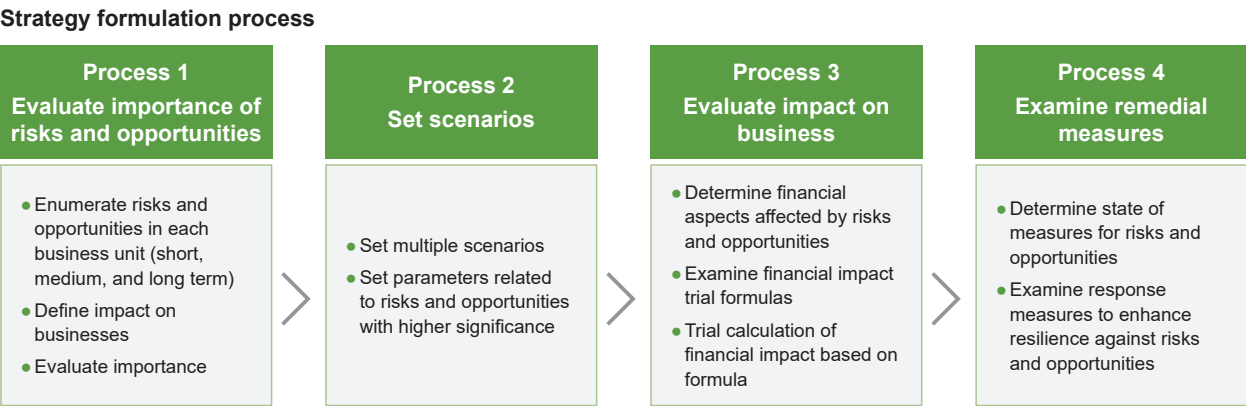 Strategy formulation process
Process 1
Evaluate importance of
risks and opportunities
● Enumerate risks and
opportunities in each
business unit (short,
medium, and long term)
● Define impact on
businesses
● Evaluate importance
Process 2
Set scenarios
● Set multiple scenarios
● Set parameters related
to risks and opportunities
with higher significance
Process 3
Evaluate impact on
business
● Determine financial
aspects affected by risks
and opportunities
● Examine financial impact
trial formulas
● Trial calculation of
financial impact based on
formula
Process 4
Examine remedial
measures
● Determine state of
measures for risks and
opportunities
● Examine response
measures to enhance
resilience against risks
and opportunities